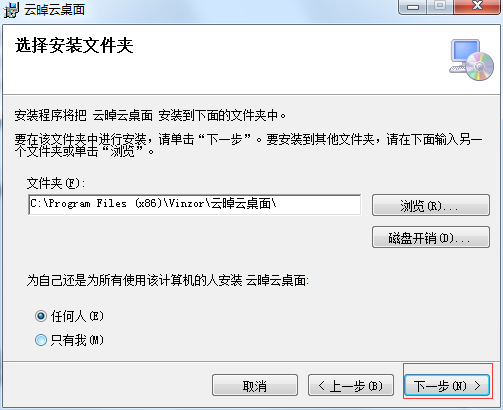 云晫云桌面
选择安装文件夹
安装程序将把 云晫云桌面 安装到下面的文件夹中。
要在该文件夹中进行安装，请单击“下一步”。要安装到其他文件夹，请在下面输入另一
个文件夹或单击“浏览”。
文件夹(F):
C:\Program Files (x86)\Vinzor\云晫云桌面\
浏览(R)...
磁盘开销(D)...
为自己还是为所有使用该计算机的人安装 云晫云桌面:
任何人(E)
只有我(M)
取消
< 上一步(B)
下一步(N) >